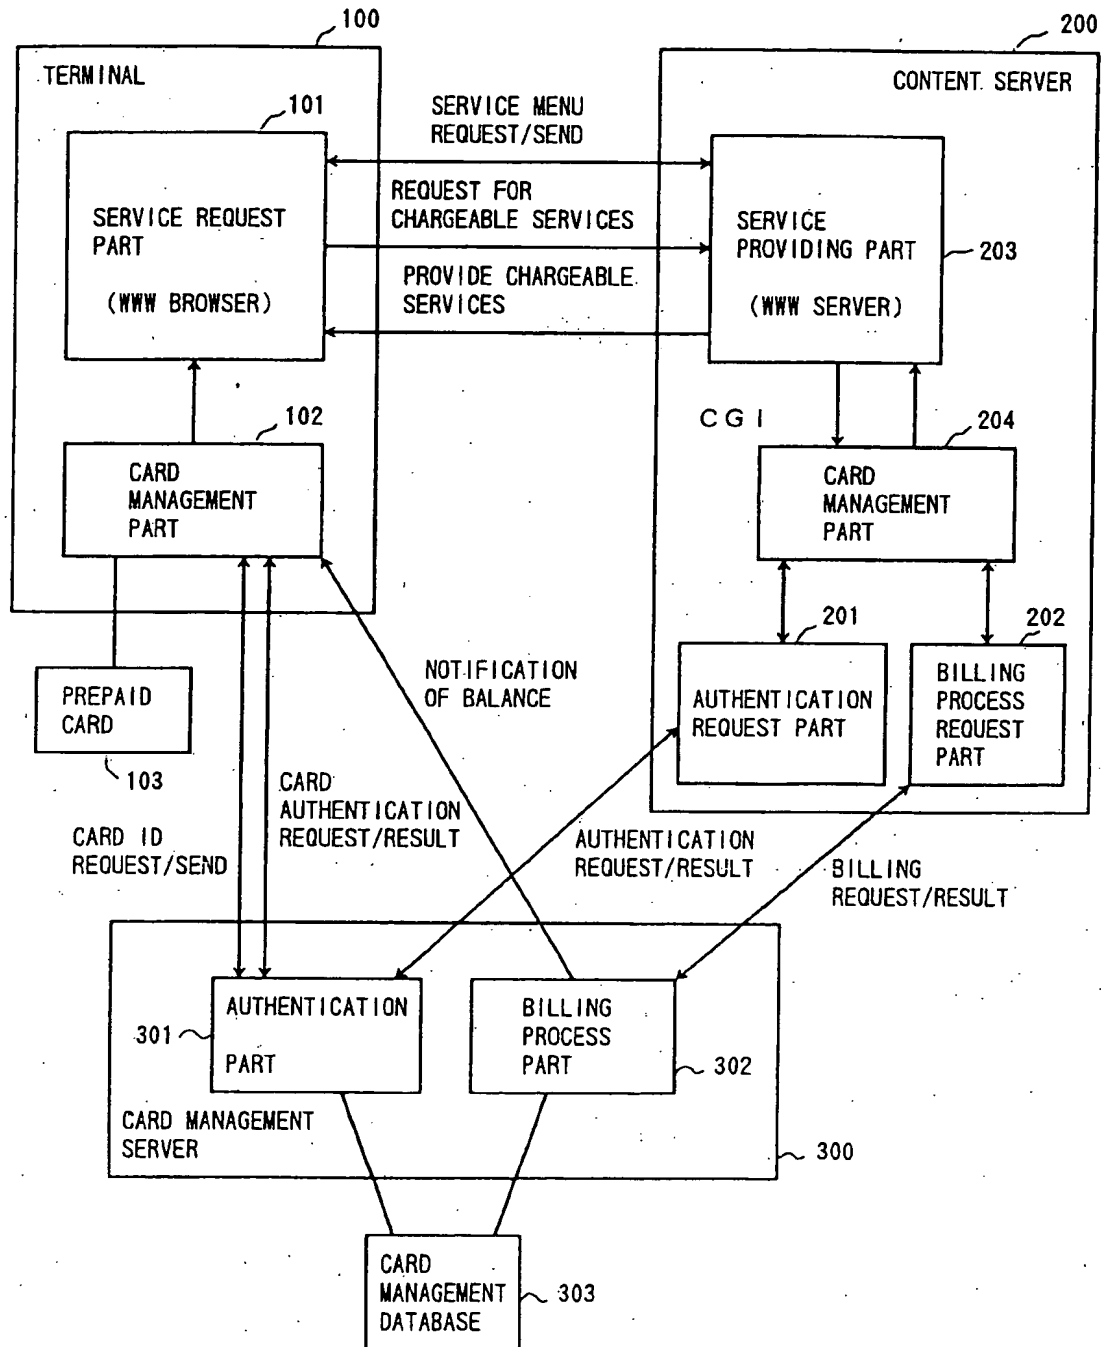 100
TERMINAL
101
SERVICE REQUEST
PART
(WWW BROWSER)
102
CARD
MANAGEMENT
PART
PREPAID
CARD
103
SERVICE MENU
REQUEST/SEND
REQUEST FOR
CHARGEABLE SERVICES
PROVIDE CHARGEABLE
SERVICES
200
CONTENT SERVER
SERVICE
PROVIDING PART
(WWW SERVER)
203
CGI
204
CARD
MANAGEMENT
PART
201
AUTHENTICATION
REQUEST PART
202
BILLING
PROCESS
REQUEST
PART
NOTIFICATION
OF BALANCE
CARD
AUTHENTICATION
REQUEST/RESULT
CARD ID
REQUEST/SEND
AUTHENTICATION
REQUEST/RESULT
BILLING
REQUEST/RESULT
AUTHENTICATION
PART
301
BILLING
PROCESS
PART
302
CARD MANAGEMENT
SERVER
300
CARD
MANAGEMENT
DATABASE
303